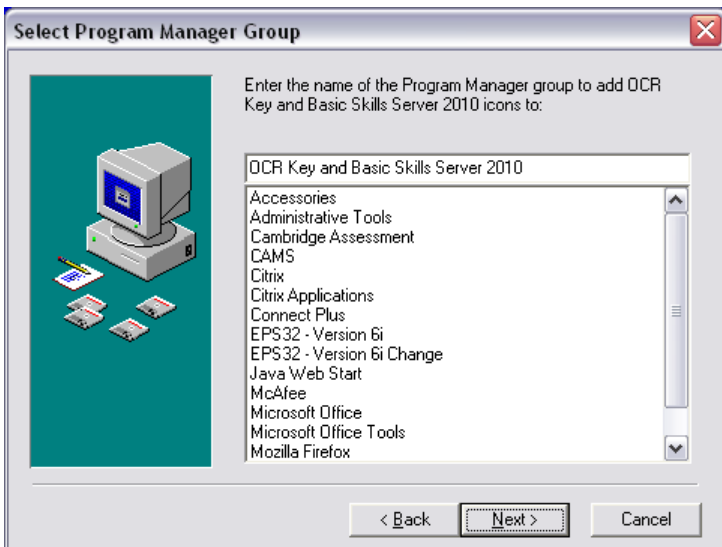 Select Program Manager Group
Enter the name of the Program Manager group to add OCR
Key and Basic Skills Server 2010 icons to:
OCR Key and Basic Skills Server 2010
Accessories
Administrative Tools
Cambridge Assessment
CAMS
Citrix
Citrix Applications
Connect Plus
EPS32 - Version 6i
EPS32 - Version 6i Change
Java Web Start
McAfee
Microsoft Office
Microsoft Office Tools
Mozilla Firefox
< Back Next > Cancel